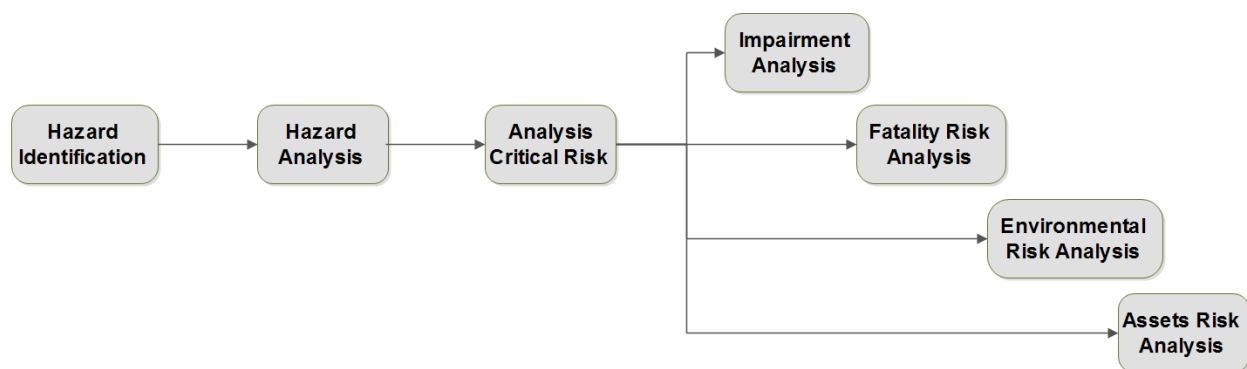 Impairment
Analysis
Hazard
Identification
Hazard
Analysis
Analysis
Critical Risk
Fatality Risk
Analysis
Environmental
Risk Analysis
Assets Risk
Analysis